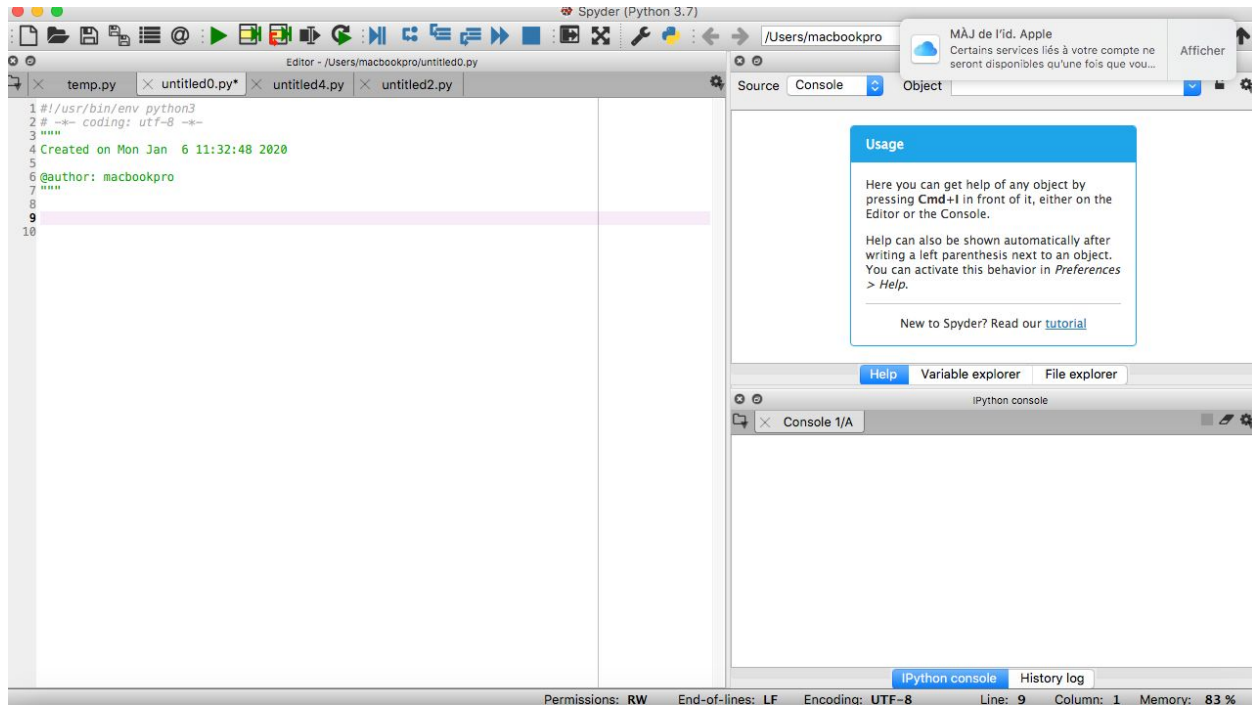 Spyder (Python 3.7)
/Users/macbookpro
MÀJ de l'id. Apple
Certains services liés à votre compte ne
seront disponibles qu'une fois que vou...
Afficher
Editor - /Users/macbookpro/untitled0.py
temp.py untitled0.py* untitled4.py untitled2.py
1 #!/usr/bin/env python3
2 # -*- coding: utf-8 -*-
3 """
4 Created on Mon Jan  6 11:32:48 2020
5
6 @author: macbookpro
7 """
8
9
10
Source Console Object
Usage
Here you can get help of any object by
pressing Cmd+I in front of it, either on the
Editor or the Console.
Help can also be shown automatically after
writing a left parenthesis next to an object.
You can activate this behavior in Preferences
> Help.
New to Spyder? Read our tutorial
Help Variable explorer File explorer
IPython console
Console 1/A
IPython console History log
Permissions: RW End-of-lines: LF Encoding: UTF-8 Line: 9 Column: 1 Memory: 83 %